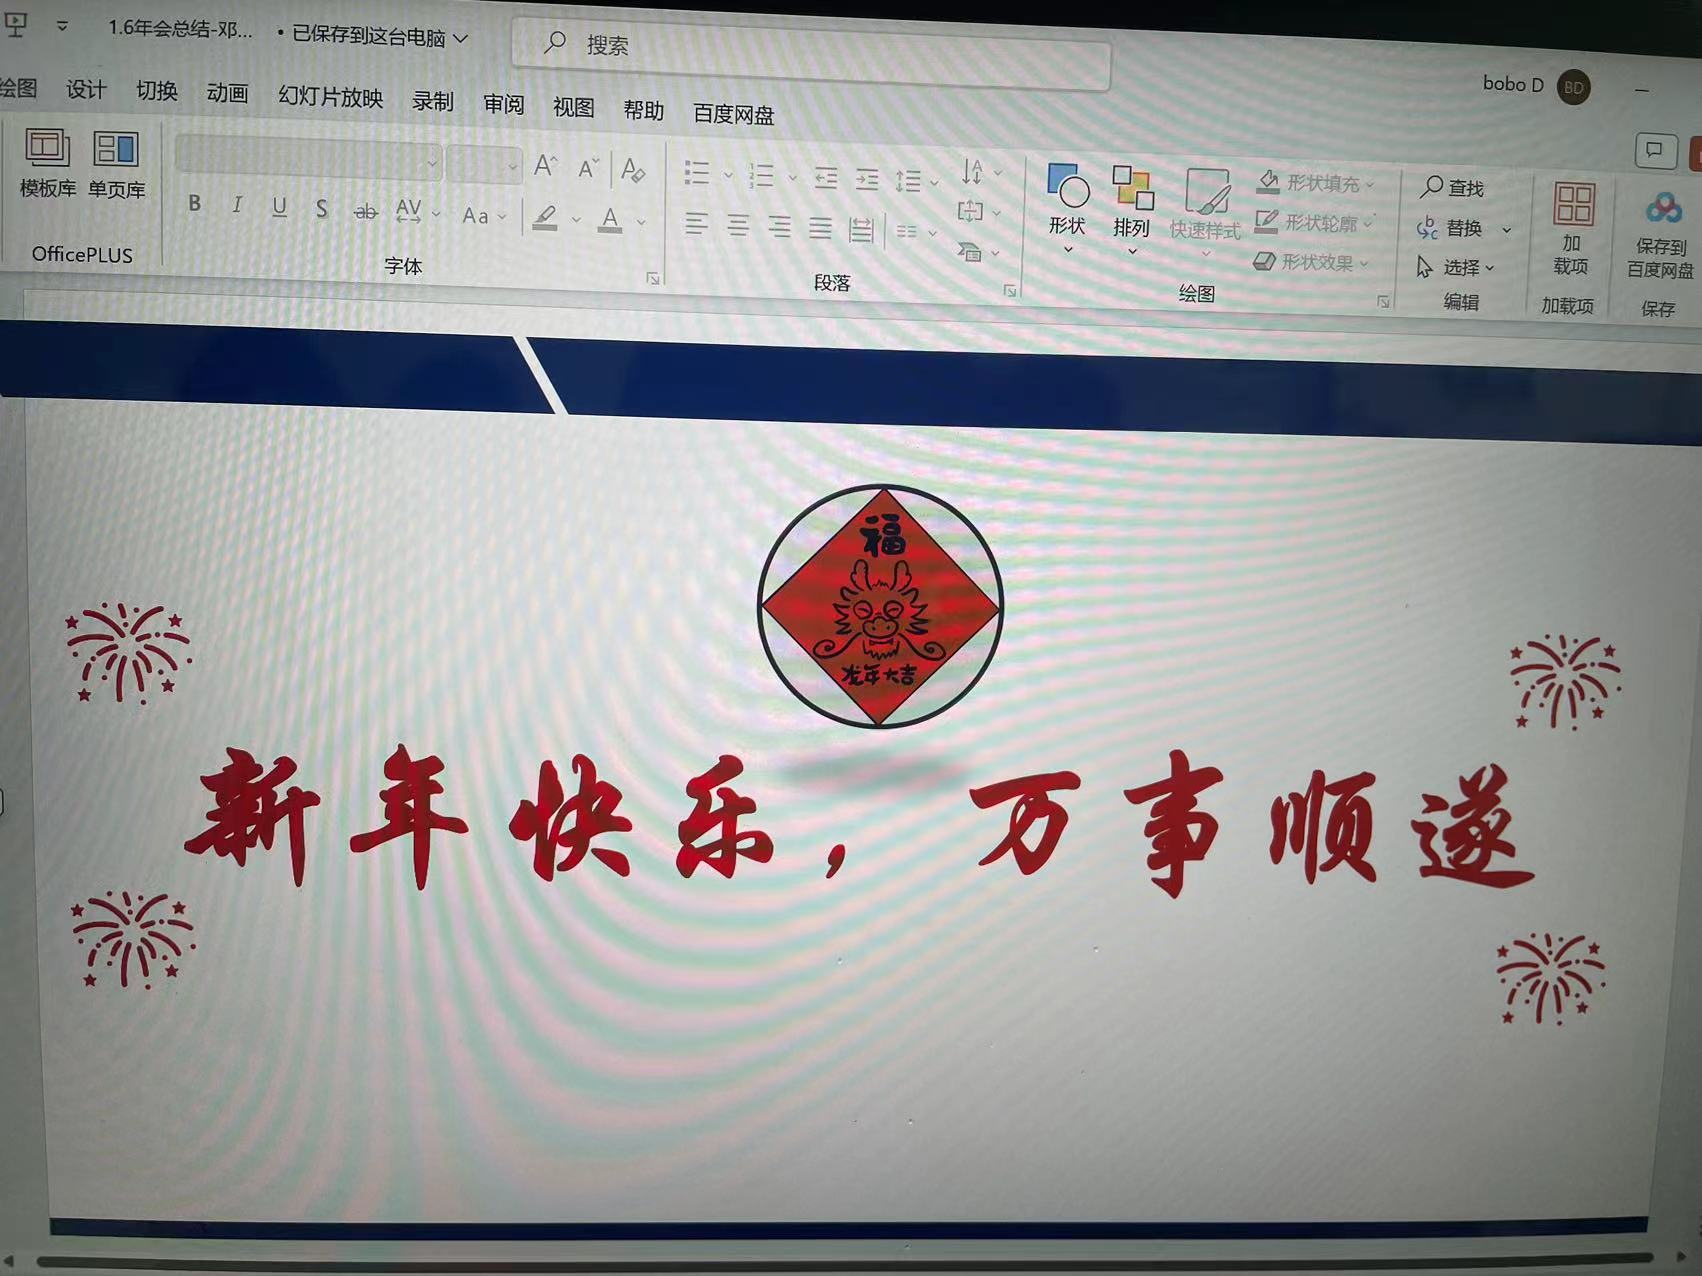 1.6年会总结-邓... • 已保存到这台电脑
搜索
bobo D
BD
绘图 设计 切换 动画 幻灯片放映 录制 审阅 视图 帮助 百度网盘
模板库 单页库
OfficePLUS
B I U S ab AV Aa A
字体
段落
形状 排列 快速样式
形状填充
形状轮廓
形状效果
绘图
查找
替换
选择
编辑
加载项
加载项
保存到
百度网盘
保存
福
龙年大吉
新年快乐，万事顺遂